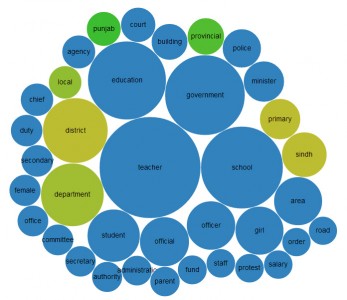 court
punjab
provincial
building
police
agency
education
government
minister
local
chief
primary
duty
district
sindh
secondary
teacher
school
female
department
area
office
student
officer
girl
road
committee
official
order
secretary
administrati
staff
protest
salary
authority
parent
fund